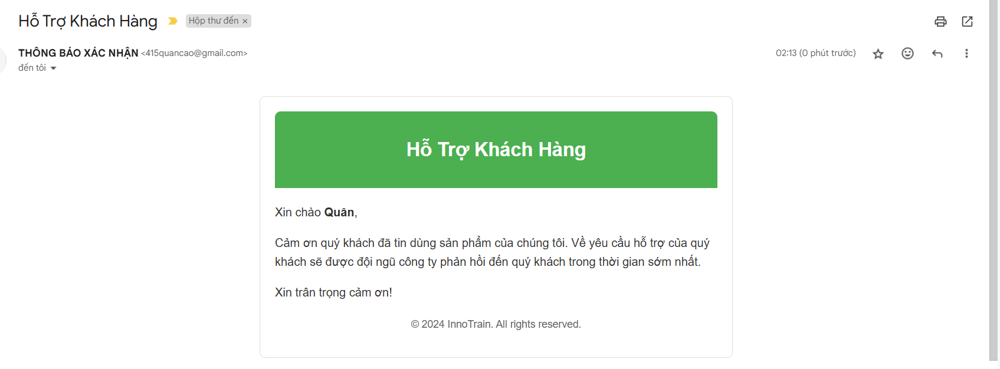 Hỗ Trợ Khách Hàng Hộp thư đến ×
THÔNG BÁO XÁC NHẬN <415quancao@gmail.com> 02:13 (0 phút trước)
đến tôi
Hỗ Trợ Khách Hàng
Xin chào Quân,
Cảm ơn quý khách đã tin dùng sản phẩm của chúng tôi. Về yêu cầu hỗ trợ của quý
khách sẽ được đội ngũ công ty phản hồi đến quý khách trong thời gian sớm nhất.
Xin trân trọng cảm ơn!
© 2024 InnoTrain. All rights reserved.